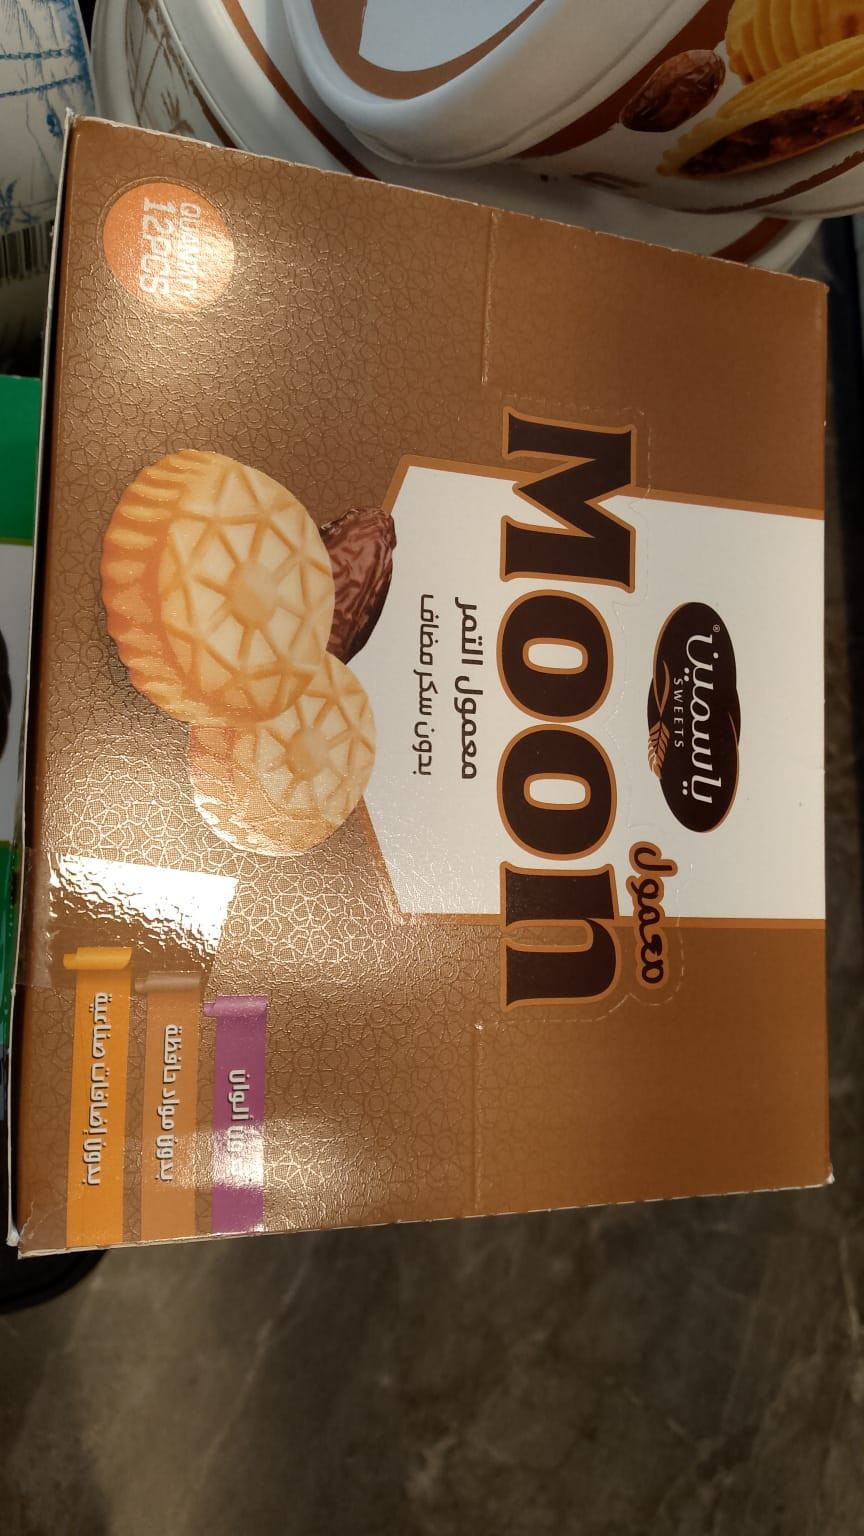 ياسمين
SWEETS
معمول
Moon
معمول التمر
بدون سكر مضاف
QUANTITY
12PCS
ألوان
بدون مواد حافظة
بدون إضافات صناعية